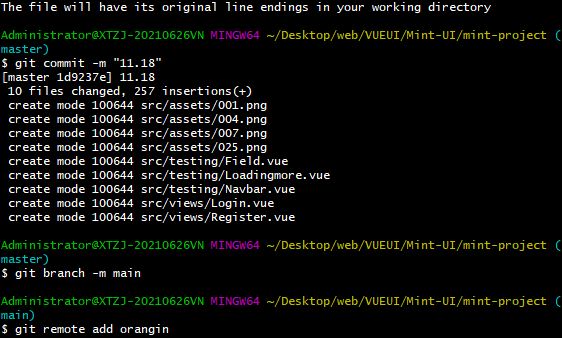 The file will have its original line endings in your working directory
Administrator@XTZJ-20210626VN MINGW64 ~/Desktop/web/VUEUI/Mint-UI/mint-project (
master)
$ git commit -m "11.18"
[master 1d9237e] 11.18
 10 files changed, 257 insertions(+)
 create mode 100644 src/assets/001.png
 create mode 100644 src/assets/004.png
 create mode 100644 src/assets/007.png
 create mode 100644 src/assets/025.png
 create mode 100644 src/testing/Field.vue
 create mode 100644 src/testing/Loadingmore.vue
 create mode 100644 src/testing/Navbar.vue
 create mode 100644 src/views/Login.vue
 create mode 100644 src/views/Register.vue
Administrator@XTZJ-20210626VN MINGW64 ~/Desktop/web/VUEUI/Mint-UI/mint-project (
master)
$ git branch -m main
Administrator@XTZJ-20210626VN MINGW64 ~/Desktop/web/VUEUI/Mint-UI/mint-project (
main)
$ git remote add orangin